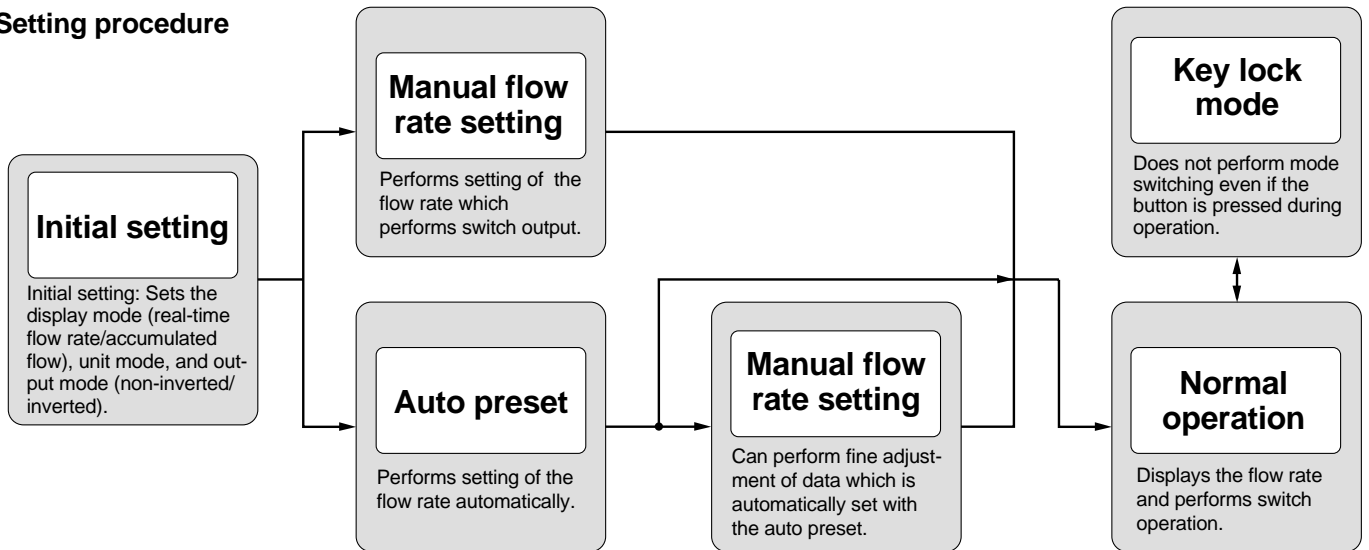 Setting procedure
Manual flow
rate setting
Performs setting of the
flow rate which
performs switch output.
Key lock
mode
Does not perform mode
switching even if the
button is pressed during
operation.
Initial setting
Initial setting: Sets the
display mode (real-time
flow rate/accumulated
flow), unit mode, and out-
put mode (non-inverted/
inverted).
Auto preset
Performs setting of the
flow rate automatically.
Manual flow
rate setting
Can perform fine adjust-
ment of data which is
automatically set with
the auto preset.
Normal
operation
Displays the flow rate
and performs switch
operation.